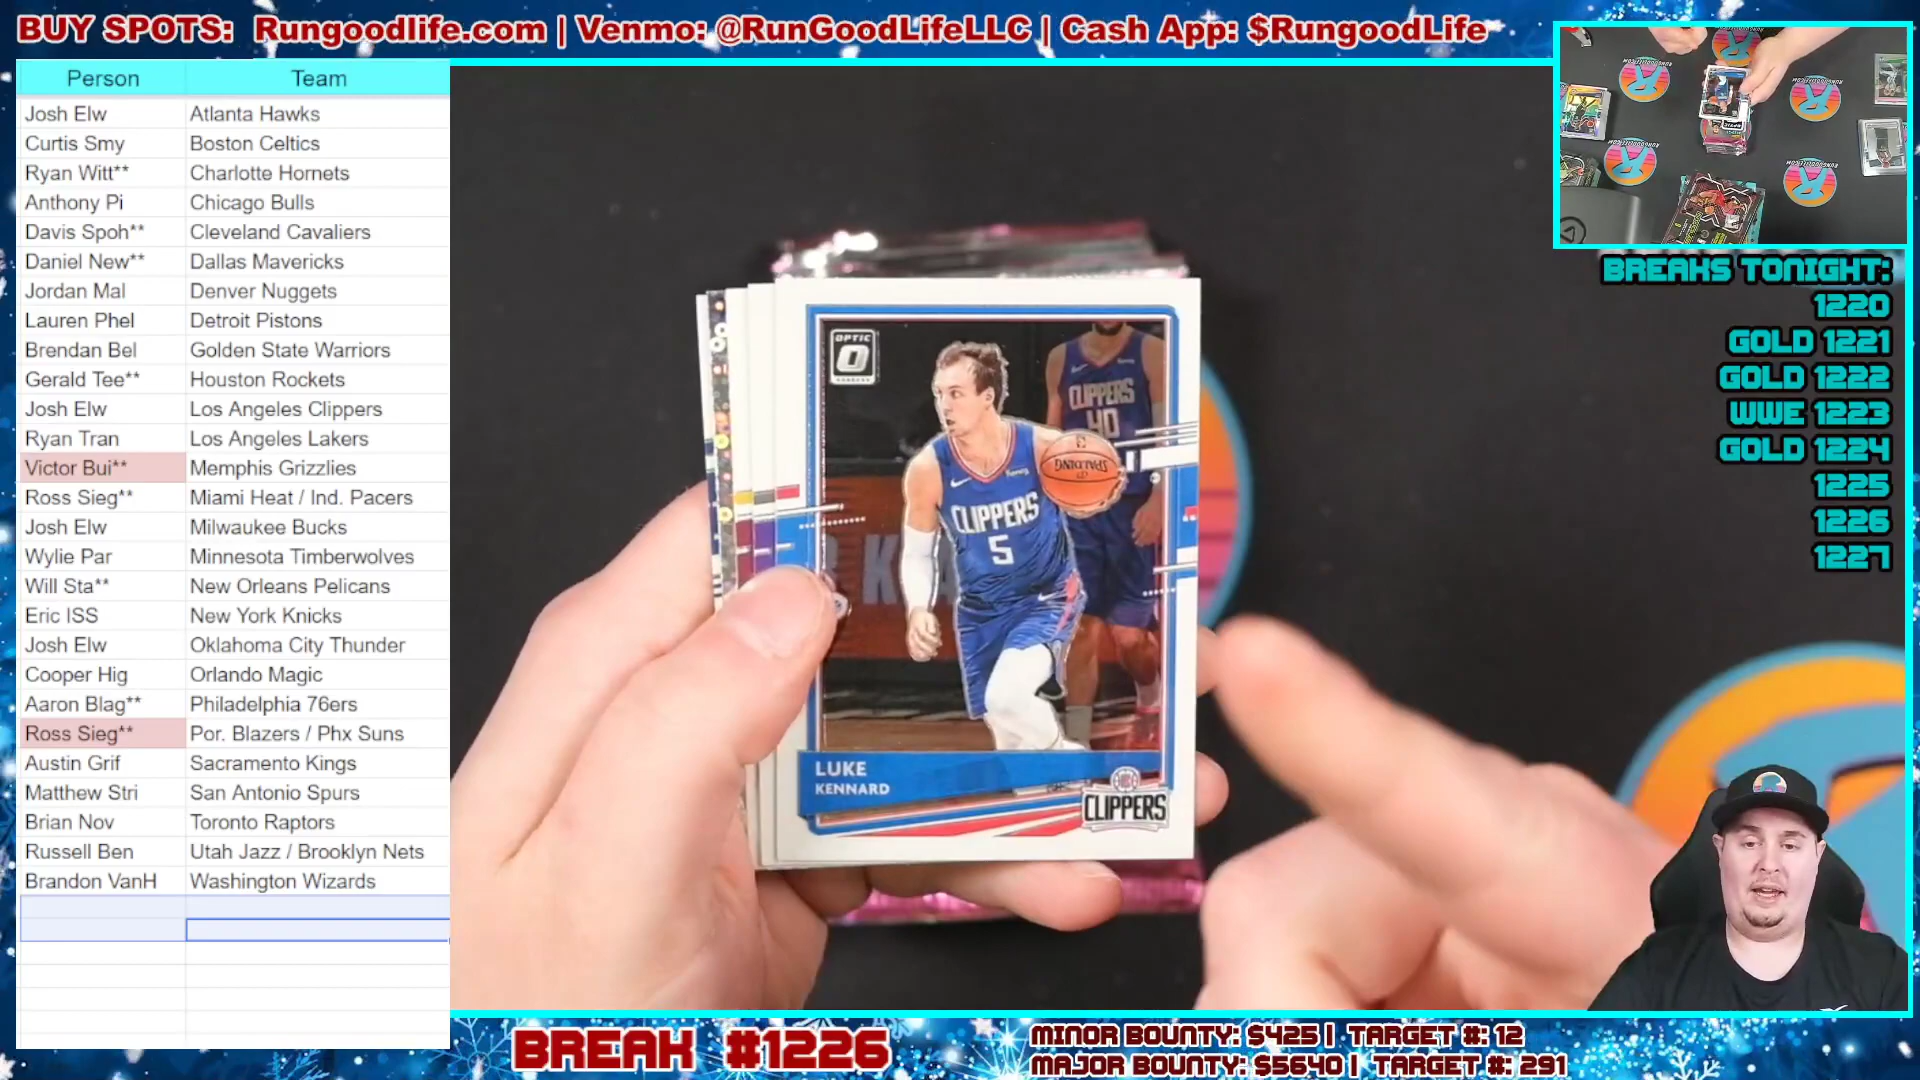 BUY SPOTS: Rungoodlife.com | Venmo: @RunGoodLifeLLC | Cash App: $RungoodLife
Person Team
Josh Elw Atlanta Hawks
Curtis Smy Boston Celtics
Ryan Witt** Charlotte Hornets
Anthony Pi Chicago Bulls
Davis Spoh** Cleveland Cavaliers
Daniel New** Dallas Mavericks
Jordan Mal Denver Nuggets
Lauren Phel Detroit Pistons
Brendan Bel Golden State Warriors
Gerald Tee** Houston Rockets
Josh Elw Los Angeles Clippers
Ryan Tran Los Angeles Lakers
Victor Bui** Memphis Grizzlies
Ross Sieg** Miami Heat / Ind. Pacers
Josh Elw Milwaukee Bucks
Wylie Par Minnesota Timberwolves
Will Sta** New Orleans Pelicans
Eric ISS New York Knicks
Josh Elw Oklahoma City Thunder
Cooper Hig Orlando Magic
Aaron Blag** Philadelphia 76ers
Ross Sieg** Por. Blazers / Phx Suns
Austin Grif Sacramento Kings
Matthew Stri San Antonio Spurs
Brian Nov Toronto Raptors
Russell Ben Utah Jazz / Brooklyn Nets
Brandon VanH Washington Wizards
OPTIC
CLIPPERS
40
SPALDING
CLIPPERS
5
LUKE
KENNARD
CLIPPERS
BREAKS TONIGHT:
1220
GOLD 1221
GOLD 1222
WWE 1223
GOLD 1224
1225
1226
1227
BREAK #1226
MINOR BOUNTY: $425 | TARGET #: 12
MAJOR BOUNTY: $5640 | TARGET #: 291